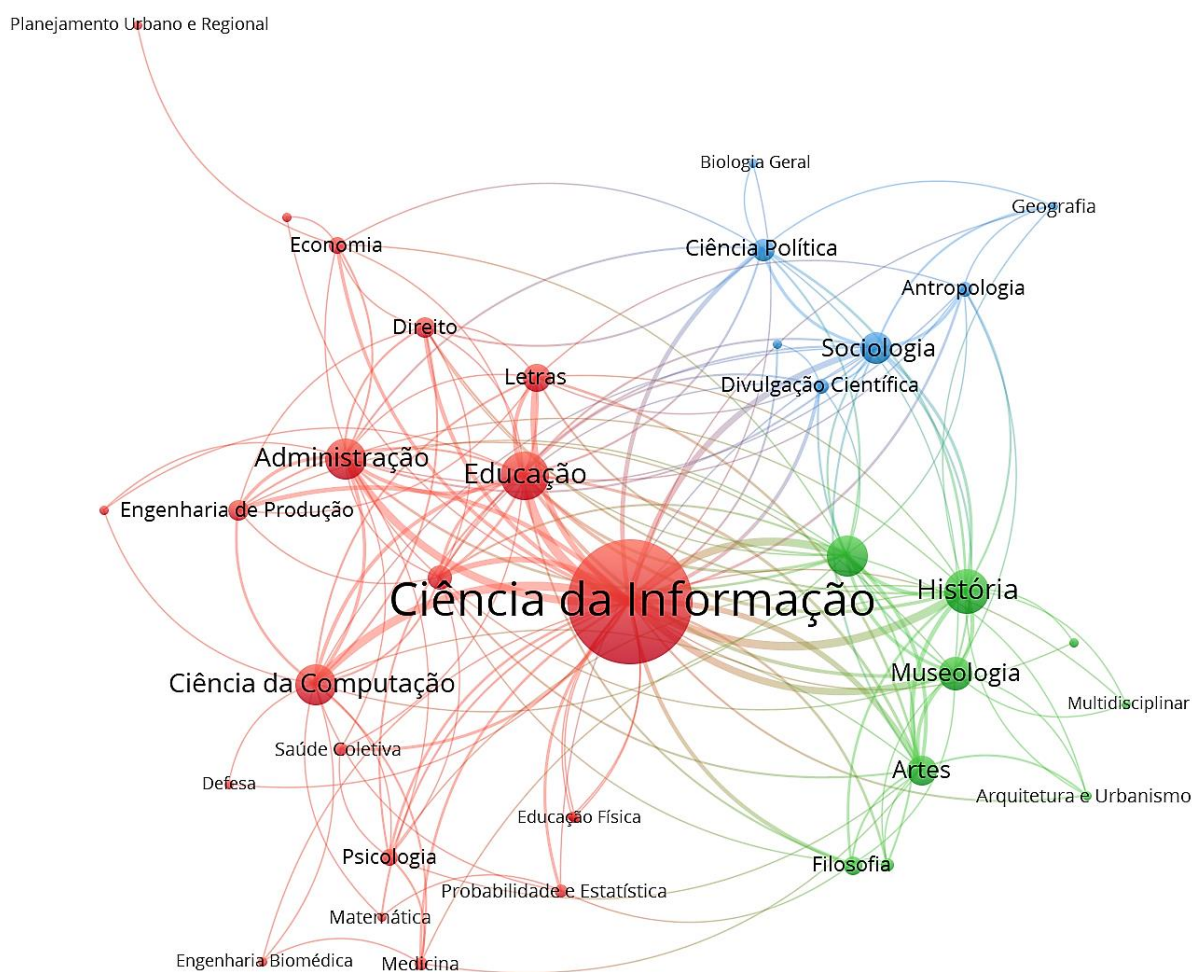 Planejamento Urbano e Regional
Biologia Geral
Geografia
Economia
Ciência Política
Antropologia
Direito
Sociologia
Letras
Divulgação Científica
Administração
Educação
Engenharia de Produção
História
Ciência da Informação
Museologia
Ciência da Computação
Multidisciplinar
Saúde Coletiva
Artes
Defesa
Arquitetura e Urbanismo
Educação Física
Psicologia
Filosofia
Probabilidade e Estatística
Matemática
Engenharia Biomédica
Medicina